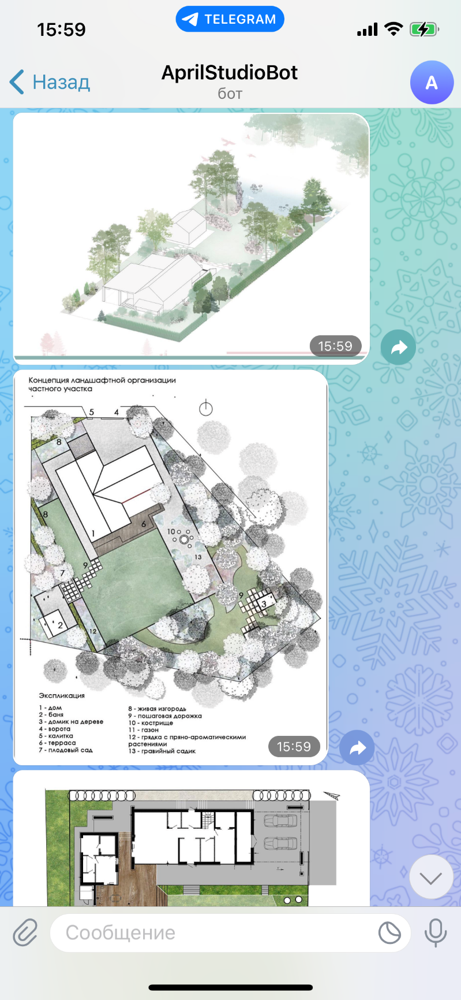 15:59
TELEGRAM
Назад
AprilStudioBot
бот
A
15:59
Концепция ландшафтной организации
частного участка
5
4
8
8
6
1
10
13
9
7
9
3
2
12
Экспликация
1 - дом
2 - баня
3 - домик на дереве
4 - ворота
5 - калитка
6 - терраса
7 - плодовый сад
8 - живая изгородь
9 - пошаговая дорожка
10 - кострище
11 - газон
12 - грядка с пряно-ароматическими
растениями
13 - гравийный садик
15:59
Сообщение